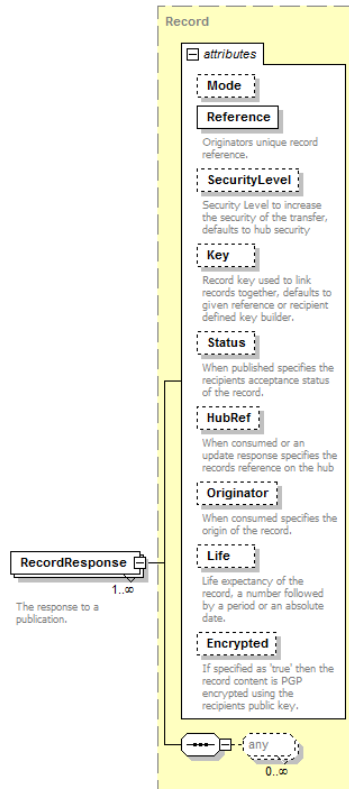 Record
attributes
Mode
Reference
Originators unique record
reference.
SecurityLevel
Security Level to increase
the security of the transfer,
defaults to hub security
Key
Record key used to link
records together, defaults to
given reference or recipient
defined key builder.
Status
When published specifies the
recipients acceptance status
of the record.
HubRef
When consumed or an
update response specifies the
records reference on the hub
Originator
When consumed specifies the
origin of the record.
Life
Life expectancy of the
record, a number followed
by a period or an absolute
date.
Encrypted
If specified as 'true' then the
record content is PGP
encrypted using the
recipients public key.
RecordResponse
1..∞
The response to a
publication.
any
0..∞